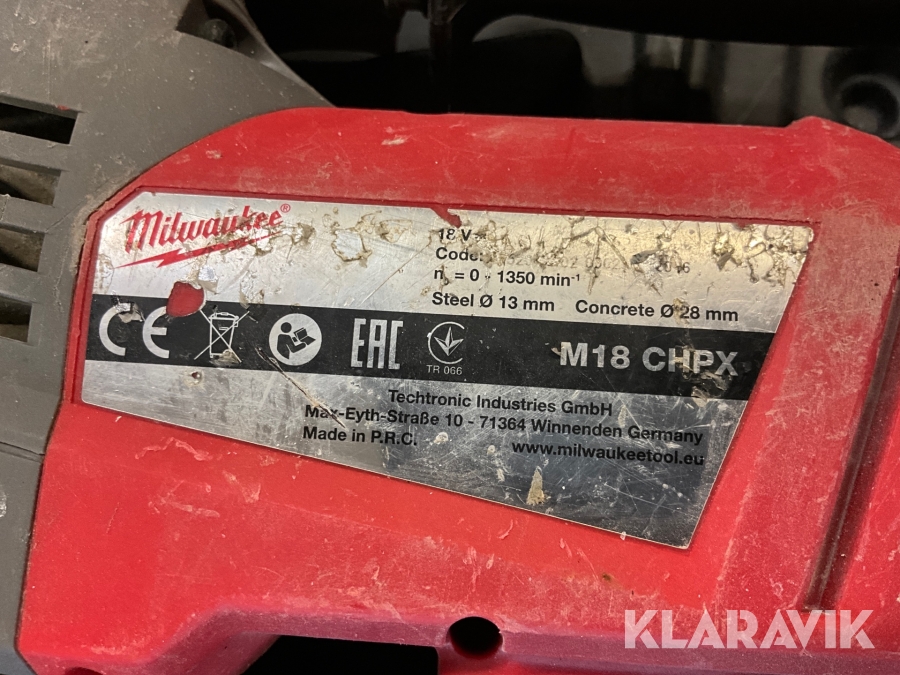 Milwaukee®
18 V
Code:
n₀ = 0 - 1350 min⁻¹
Steel Ø 13 mm Concrete Ø 28 mm
CE
EAC
TR 066
M18 CHPX
Techtronic Industries GmbH
Max-Eyth-Straße 10 - 71364 Winnenden Germany
Made in P.R.C.
www.milwaukeetool.eu
KLARAVIK